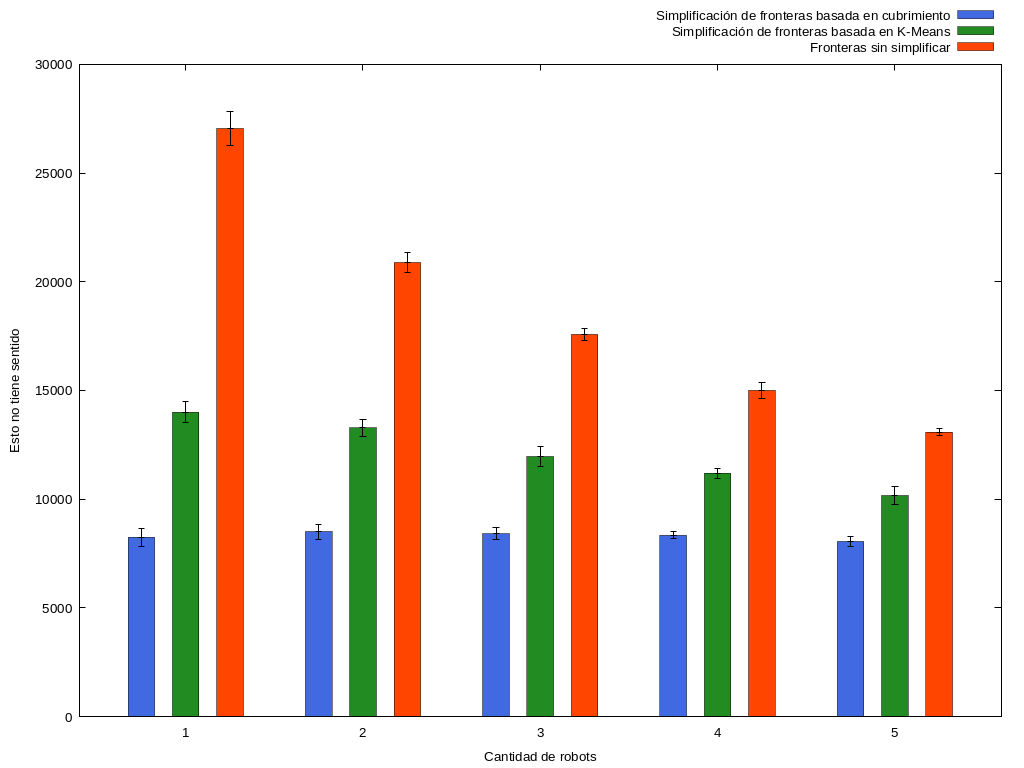 Simplificación de fronteras basada en cubrimiento
Simplificación de fronteras basada en K-Means
Fronteras sin simplificar
30000
25000
20000
15000
10000
5000
0
Esto no tiene sentido
1 2 3 4 5
Cantidad de robots